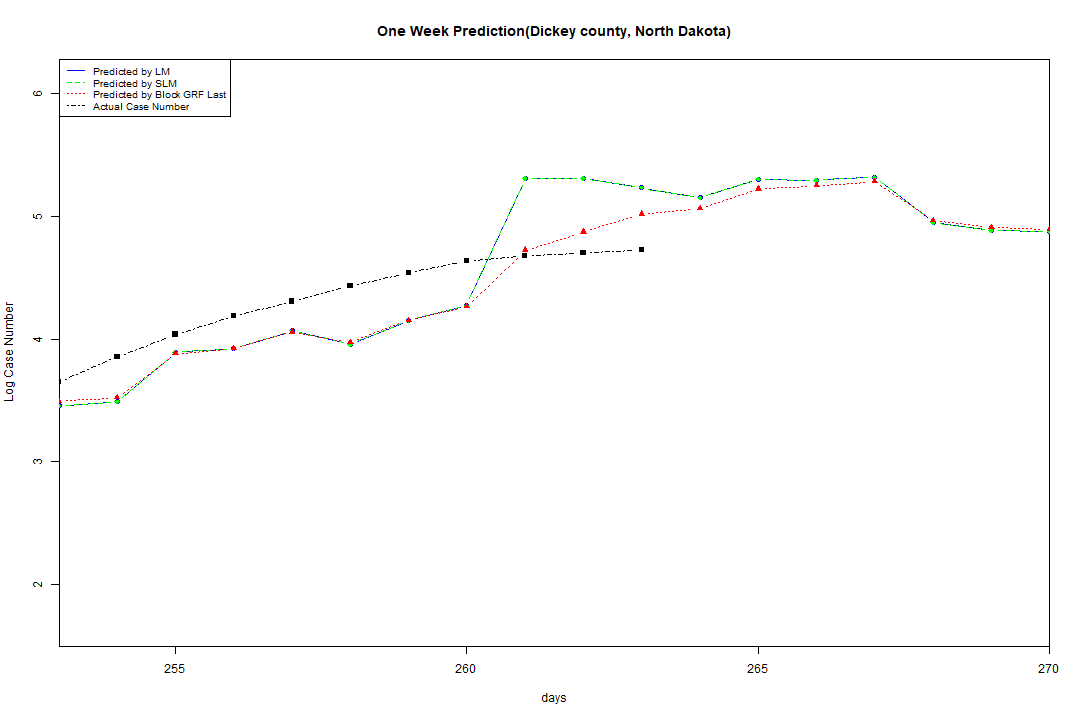 One Week Prediction(Dickey county, North Dakota)
Predicted by LM
Predicted by SLM
Predicted by Block GRF Last
Actual Case Number
6
5
4
3
2
Log Case Number
255 260 265 270
days